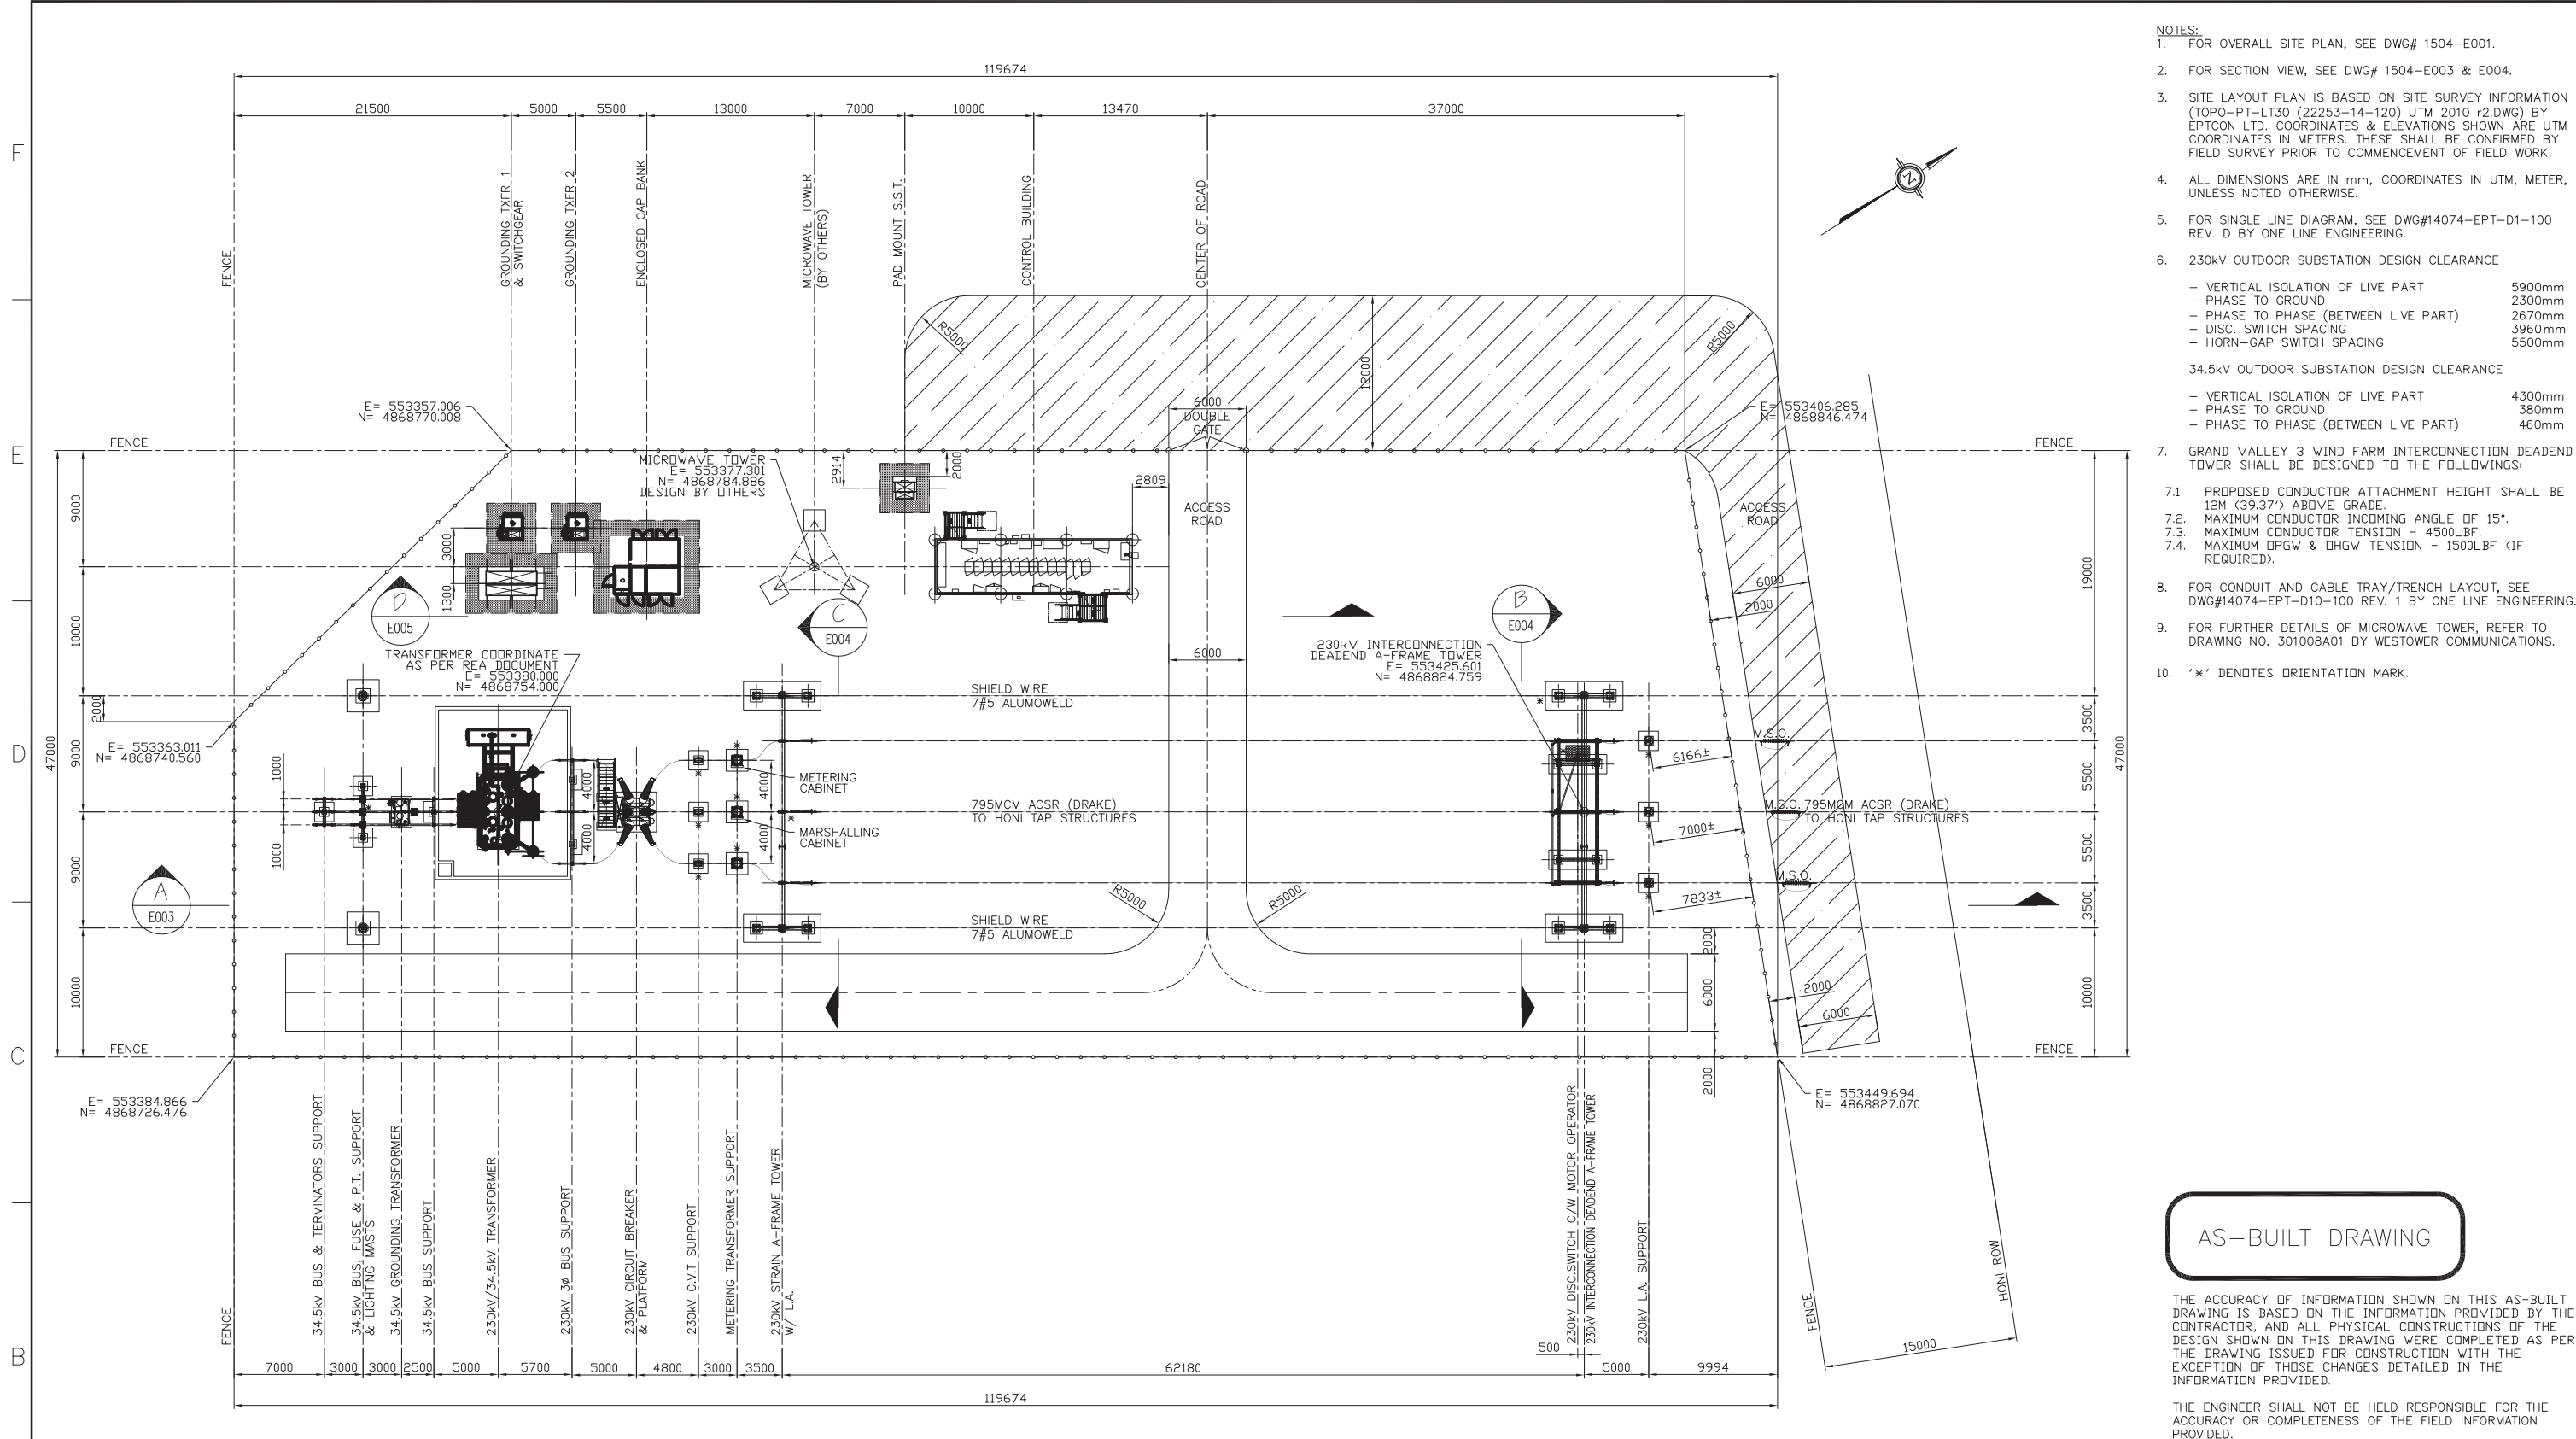 119674
21500 5000 5500 13000 7000 10000 13470 37000
FENCE
GROUNDING TXFR 1
& SWITCHGEAR
GROUNDING TXFR 2
ENCLOSED CAP BANK
MICROWAVE TOWER
(BY OTHERS)
PAD MOUNT S.S.T.
CONTROL BUILDING
CENTER OF ROAD
F
N
R5000
R5000
12000
E= 553357.006
N= 4868770.008
6000
DOUBLE
GATE
E= 553406.285
N= 4868846.474
FENCE
FENCE
E
MICROWAVE TOWER
E= 553377.301
N= 4868784.886
DESIGN BY OTHERS
2914
2000
2809
ACCESS
ROAD
ACCESS
ROAD
9000
3000
1300
10000
19000
6000
2000
D
E005
C
E004
B
E004
TRANSFORMER COORDINATE
AS PER REA DOCUMENT
E= 553380.000
N= 4868754.000
230kV INTERCONNECTION
DEADEND A-FRAME TOWER
E= 553425.601
N= 4868824.759
6000
SHIELD WIRE
7#5 ALUMOWELD
2000
3500
E= 553363.011
N= 4868740.560
D
47000
9000
1000
1000
4000
4000
4000
4000
METERING
CABINET
MARSHALLING
CABINET
795MCM ACSR (DRAKE)
TO HONI TAP STRUCTURES
6166±
7000±
7833±
M.S.O.
M.S.O. 795MCM ACSR (DRAKE)
TO HONI TAP STRUCTURES
M.S.O.
5500
5500
3500
47000
9000
A
E003
R5000
R5000
SHIELD WIRE
7#5 ALUMOWELD
10000
2000
6000
2000
2000
6000
10000
FENCE
FENCE
C
E= 553384.866
N= 4868726.476
E= 553449.694
N= 4868827.070
FENCE
34.5kV BUS & TERMINATORS SUPPORT
34.5kV BUS, FUSE & P.T. SUPPORT
& LIGHTING MASTS
34.5kV GROUNDING TRANSFORMER
34.5kV BUS SUPPORT
230kV/34.5kV TRANSFORMER
230kV 3ø BUS SUPPORT
230kV CIRCUIT BREAKER
& PLATFORM
230kV C.V.T SUPPORT
METERING TRANSFORMER SUPPORT
230kV STRAIN A-FRAME TOWER
W/ L.A.
230kV DISC.SWITCH C/W MOTOR OPERATOR
230kV INTERCONNECTION DEADEND A-FRAME TOWER
230kV L.A. SUPPORT
FENCE
HONI ROW
15000
B
500
7000 3000 3000 2500 5000 5700 5000 4800 3000 3500 62180 5000 9994
119674
NOTES:
1. FOR OVERALL SITE PLAN, SEE DWG# 1504-E001.
2. FOR SECTION VIEW, SEE DWG# 1504-E003 & E004.
3. SITE LAYOUT PLAN IS BASED ON SITE SURVEY INFORMATION
(TOPO-PT-LT30 (22253-14-120) UTM 2010 r2.DWG) BY
EPTCON LTD. COORDINATES & ELEVATIONS SHOWN ARE UTM
COORDINATES IN METERS. THESE SHALL BE CONFIRMED BY
FIELD SURVEY PRIOR TO COMMENCEMENT OF FIELD WORK.
4. ALL DIMENSIONS ARE IN mm, COORDINATES IN UTM, METER,
UNLESS NOTED OTHERWISE.
5. FOR SINGLE LINE DIAGRAM, SEE DWG#14074-EPT-D1-100
REV. D BY ONE LINE ENGINEERING.
6. 230kV OUTDOOR SUBSTATION DESIGN CLEARANCE
- VERTICAL ISOLATION OF LIVE PART 5900mm
- PHASE TO GROUND 2300mm
- PHASE TO PHASE (BETWEEN LIVE PART) 2670mm
- DISC. SWITCH SPACING 3960mm
- HORN-GAP SWITCH SPACING 5500mm
34.5kV OUTDOOR SUBSTATION DESIGN CLEARANCE
- VERTICAL ISOLATION OF LIVE PART 4300mm
- PHASE TO GROUND 380mm
- PHASE TO PHASE (BETWEEN LIVE PART) 460mm
7. GRAND VALLEY 3 WIND FARM INTERCONNECTION DEADEND
TOWER SHALL BE DESIGNED TO THE FOLLOWINGS:
7.1. PROPOSED CONDUCTOR ATTACHMENT HEIGHT SHALL BE
12M (39.37') ABOVE GRADE.
7.2. MAXIMUM CONDUCTOR INCOMING ANGLE OF 15°.
7.3. MAXIMUM CONDUCTOR TENSION - 4500LBF.
7.4. MAXIMUM OPGW & OHGW TENSION - 1500LBF (IF
REQUIRED).
8. FOR CONDUIT AND CABLE TRAY/TRENCH LAYOUT, SEE
DWG#14074-EPT-D10-100 REV. 1 BY ONE LINE ENGINEERING.
9. FOR FURTHER DETAILS OF MICROWAVE TOWER, REFER TO
DRAWING NO. 301008A01 BY WESTOWER COMMUNICATIONS.
10. '*' DENOTES ORIENTATION MARK.
AS-BUILT DRAWING
THE ACCURACY OF INFORMATION SHOWN ON THIS AS-BUILT
DRAWING IS BASED ON THE INFORMATION PROVIDED BY THE
CONTRACTOR, AND ALL PHYSICAL CONSTRUCTIONS OF THE
DESIGN SHOWN ON THIS DRAWING WERE COMPLETED AS PER
THE DRAWING ISSUED FOR CONSTRUCTION WITH THE
EXCEPTION OF THOSE CHANGES DETAILED IN THE
INFORMATION PROVIDED.
THE ENGINEER SHALL NOT BE HELD RESPONSIBLE FOR THE
ACCURACY OR COMPLETENESS OF THE FIELD INFORMATION
PROVIDED.